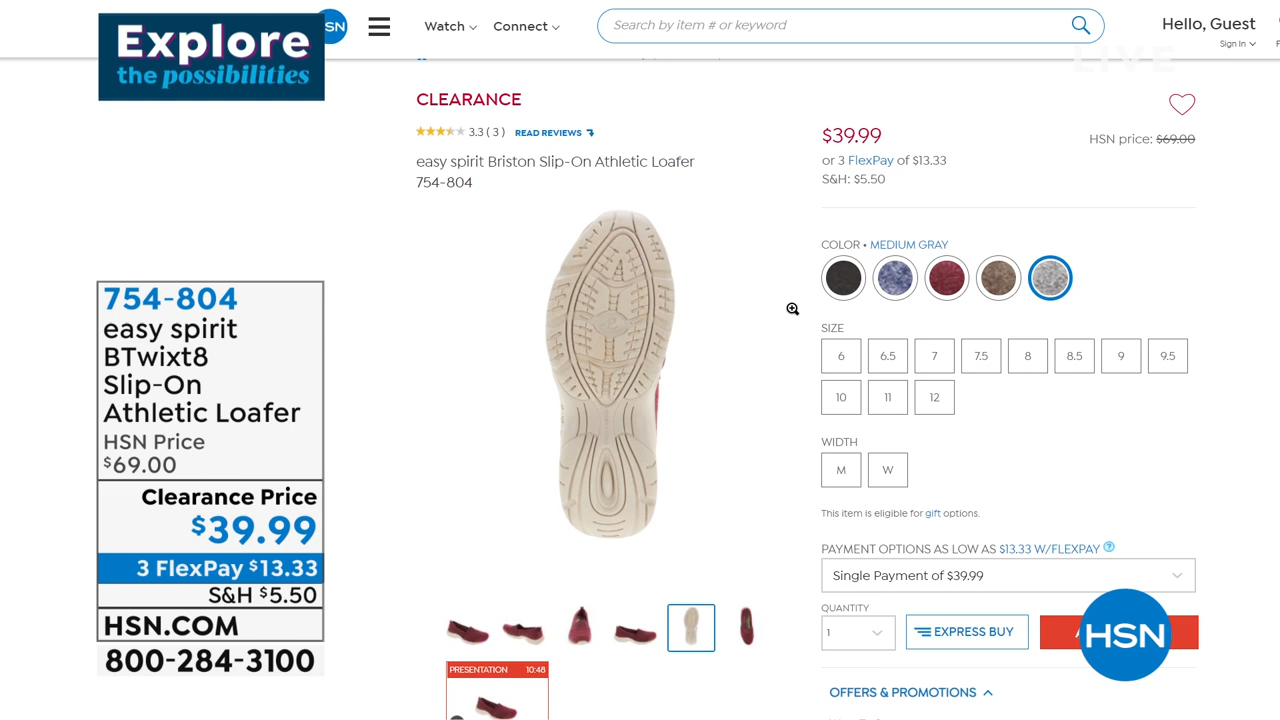 Explore
the possibilities
SN
Watch
Connect
Search by item # or keyword
Hello, Guest
Sign In
LIVE
CLEARANCE
3.3 ( 3 )
READ REVIEWS
easy spirit Briston Slip-On Athletic Loafer
754-804
$39.99
HSN price: $69.00
or 3 FlexPay of $13.33
S&H: $5.50
COLOR • MEDIUM GRAY
SIZE
6 6.5 7 7.5 8 8.5 9 9.5
10 11 12
WIDTH
M W
This item is eligible for gift options.
PAYMENT OPTIONS AS LOW AS $13.33 W/FLEXPAY ?
Single Payment of $39.99
QUANTITY
1
EXPRESS BUY
HSN
OFFERS & PROMOTIONS
PRESENTATION 10:48
754-804
easy spirit
BTwixt8
Slip-On
Athletic Loafer
HSN Price
$69.00
Clearance Price
$39.99
3 FlexPay $13.33
S&H $5.50
HSN.COM
800-284-3100